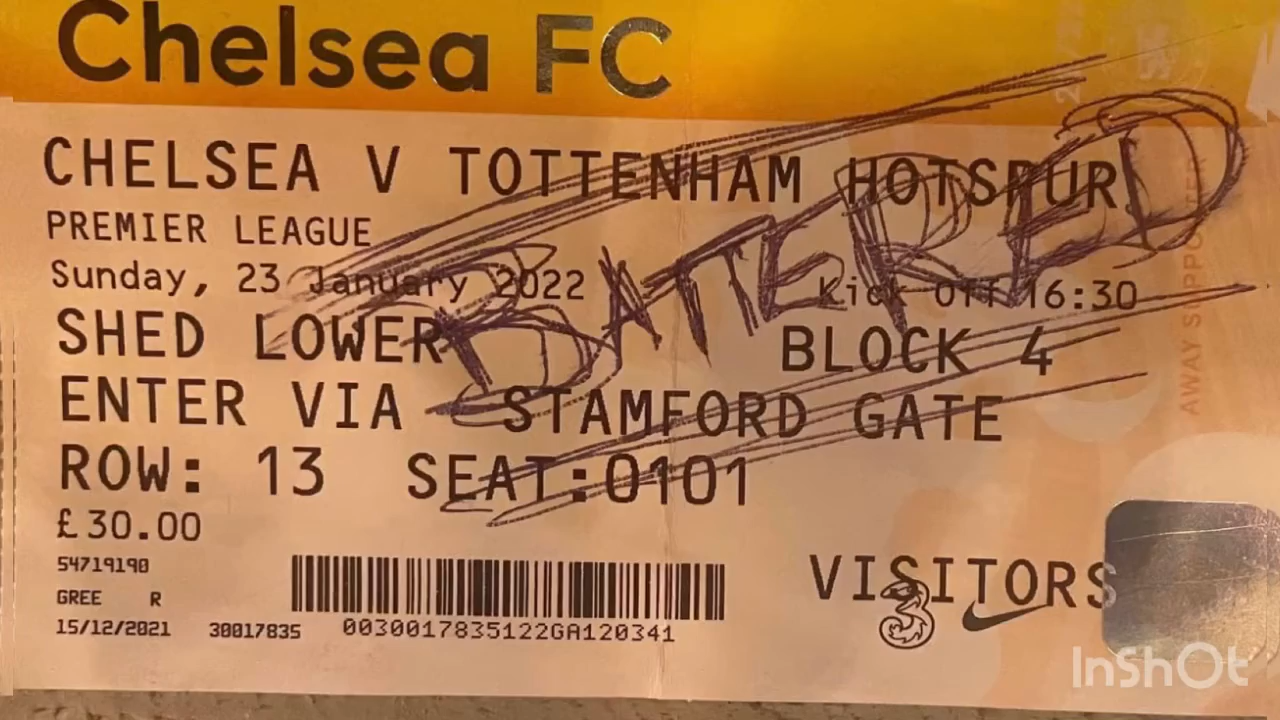 Chelsea FC
CHELSEA V TOTTENHAM HOTSPUR
PREMIER LEAGUE
Sunday, 23 January 2022 Kick Off 16:30
BATTERED
SHED LOWER BLOCK 4
ENTER VIA STAMFORD GATE
ROW: 13 SEAT:0101
£30.00
54719190
GREE R
15/12/2021 30017835 0030017835122GA120341
VISITORS
3
AWAY SUPPORTER
InShOt